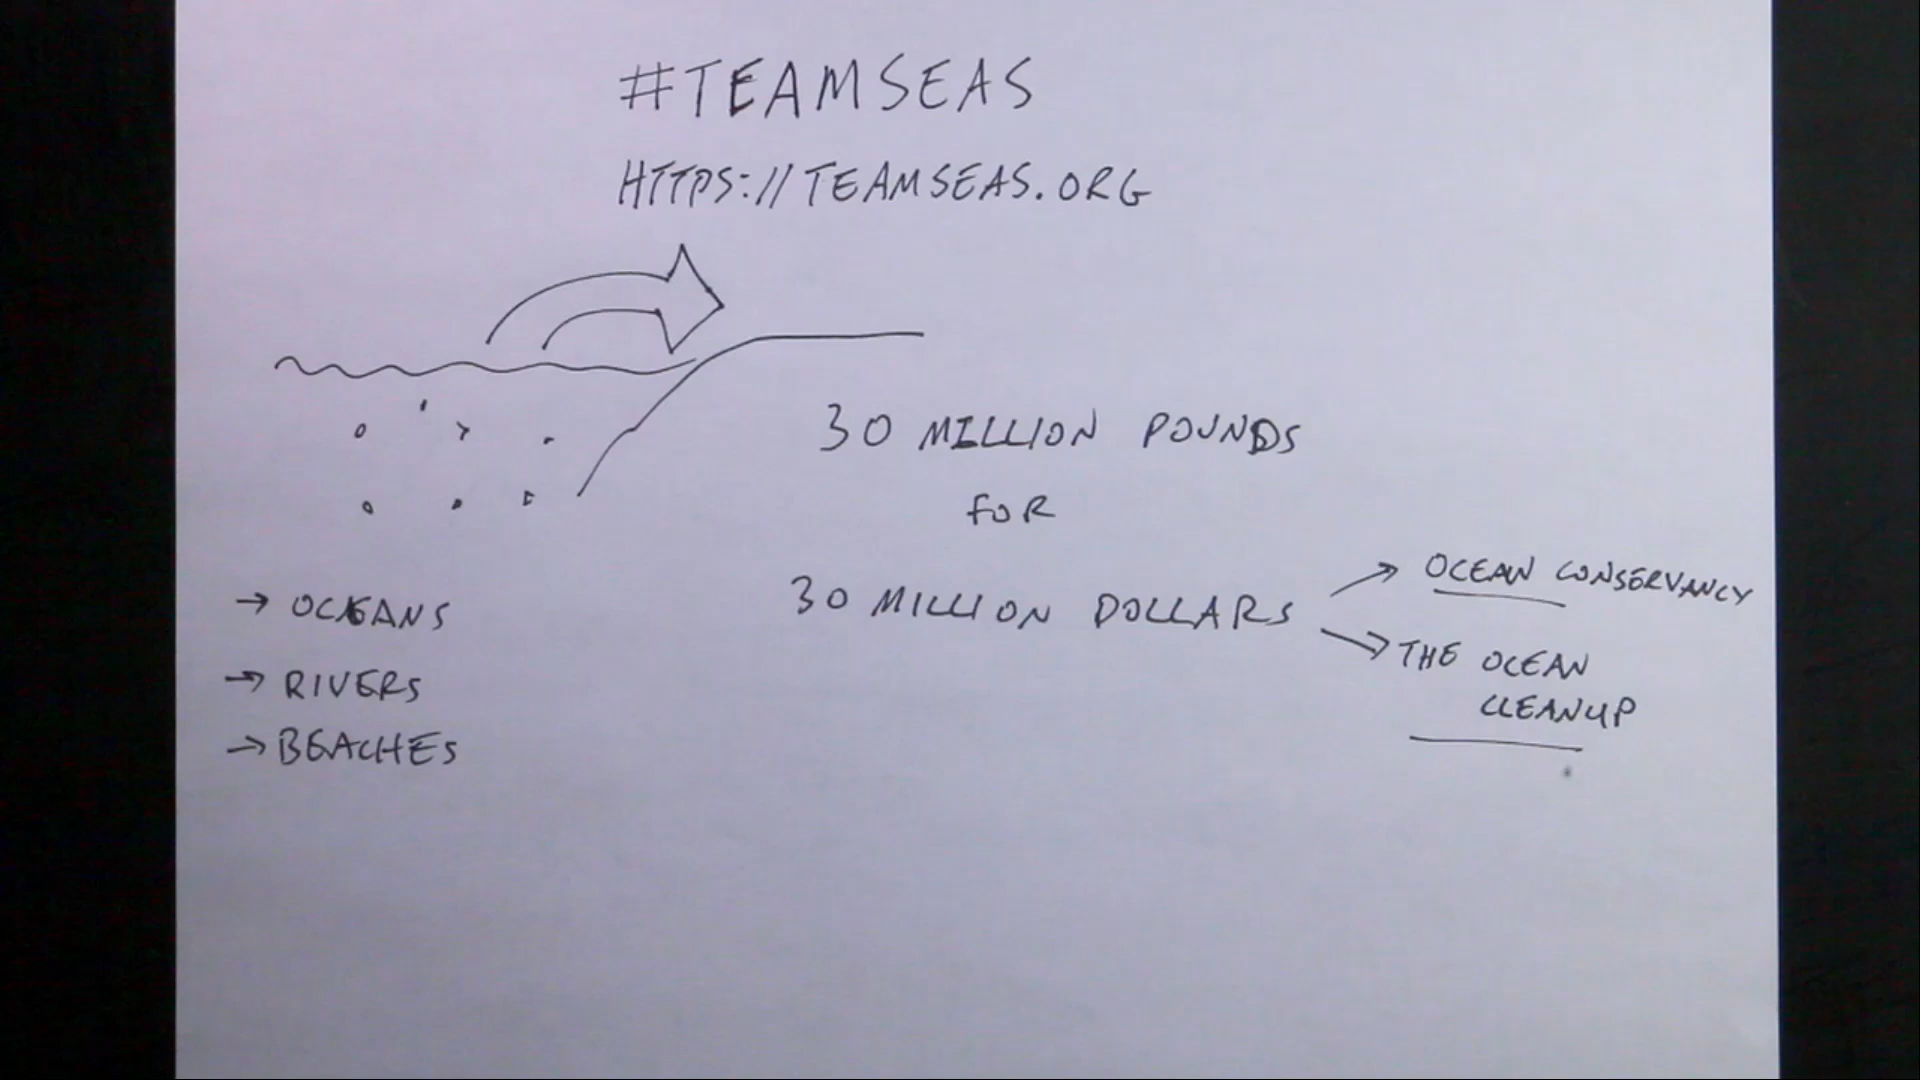 #TEAMSEAS
HTTPS://TEAMSEAS.ORG
30 MILLION POUNDS
FOR
30 MILLION DOLLARS
→ OCEAN CONSERVANCY
→ THE OCEAN
CLEANUP
→ OCEANS
→ RIVERS
→ BEACHES